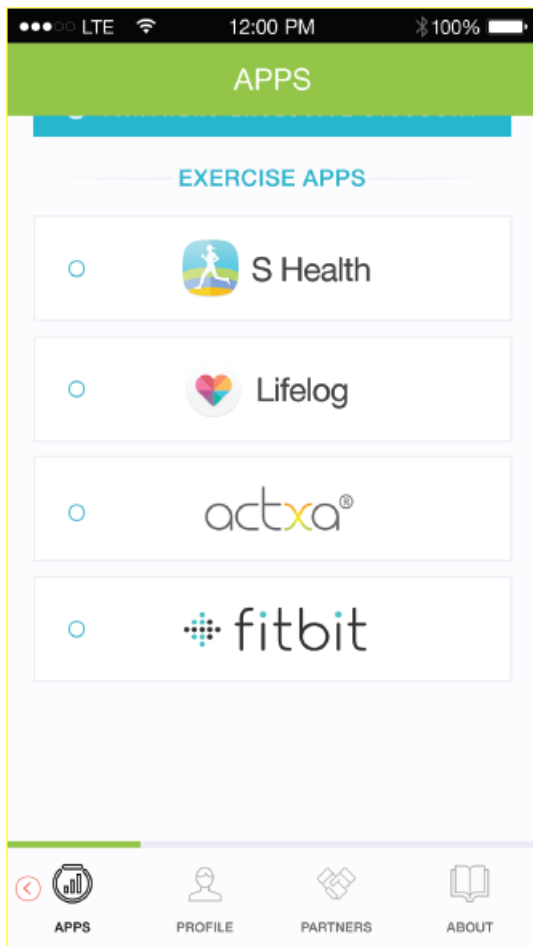 LTE 12:00 PM 100%
APPS
EXERCISE APPS
S Health
Lifelog
actxa®
fitbit
APPS PROFILE PARTNERS ABOUT